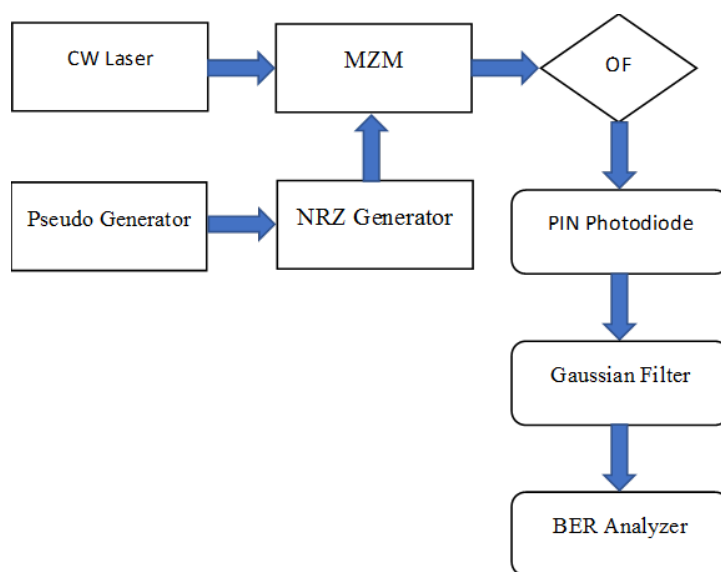 CW Laser
MZM
OF
Pseudo Generator
NRZ Generator
PIN Photodiode
Gaussian Filter
BER Analyzer